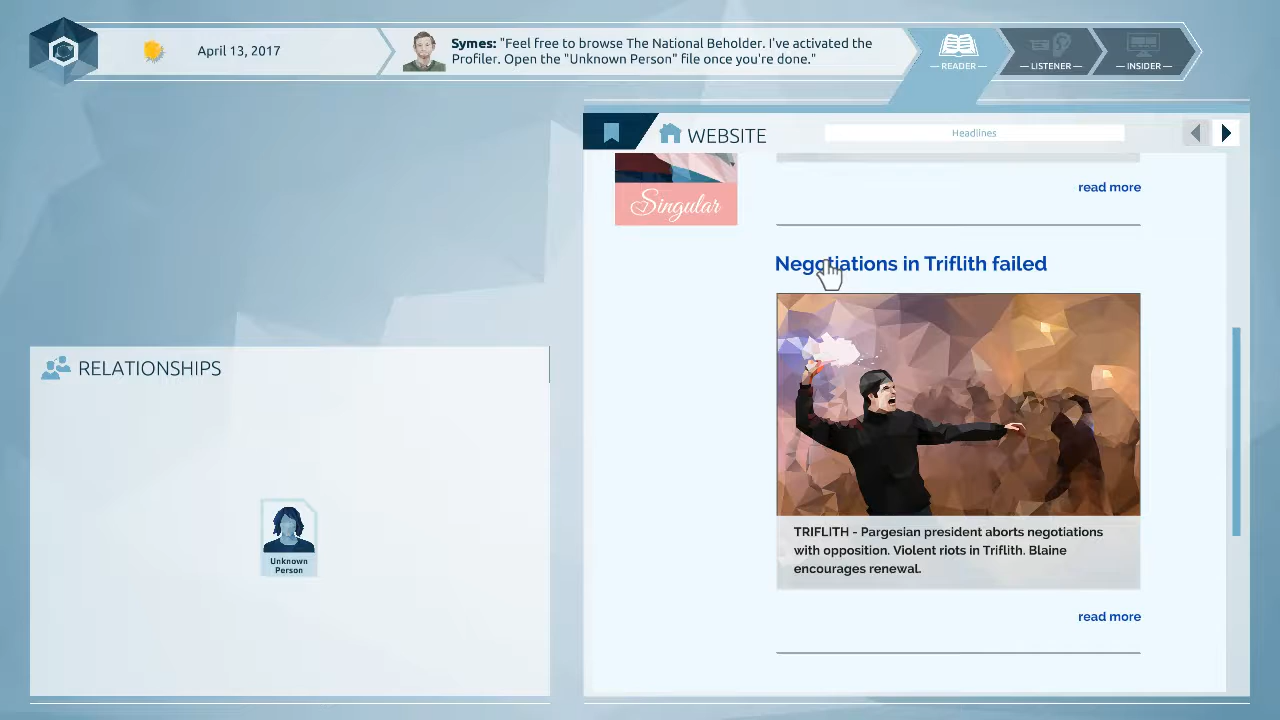 April 13, 2017
Symes: "Feel free to browse The National Beholder. I've activated the
Profiler. Open the "Unknown Person" file once you're done."
READER
LISTENER
INSIDER
WEBSITE
Headlines
read more
Singular
Negotiations in Triflith failed
RELATIONSHIPS
Unknown
Person
TRIFLITH - Pargesian president aborts negotiations
with opposition. Violent riots in Triflith. Blaine
encourages renewal.
read more